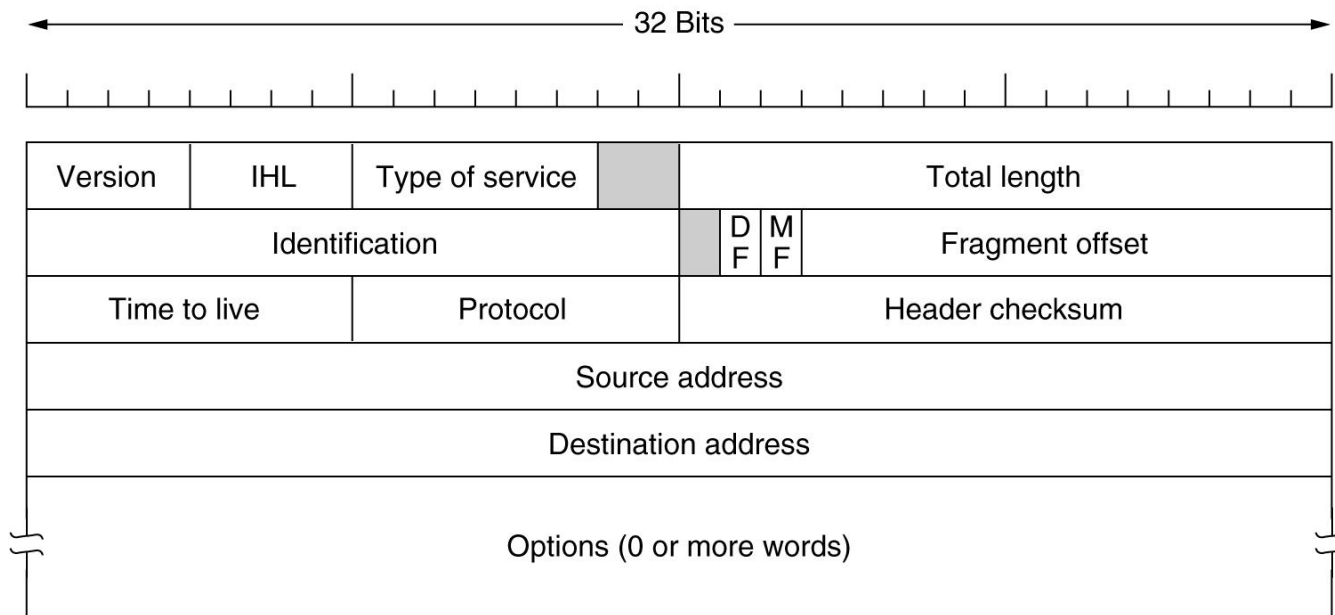 32 Bits
Version IHL Type of service Total length
Identification D F M F Fragment offset
Time to live Protocol Header checksum
Source address
Destination address
Options (0 or more words)